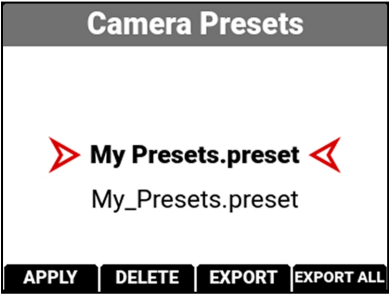 Camera Presets
My Presets.preset
My_Presets.preset
APPLY DELETE EXPORT EXPORT ALL